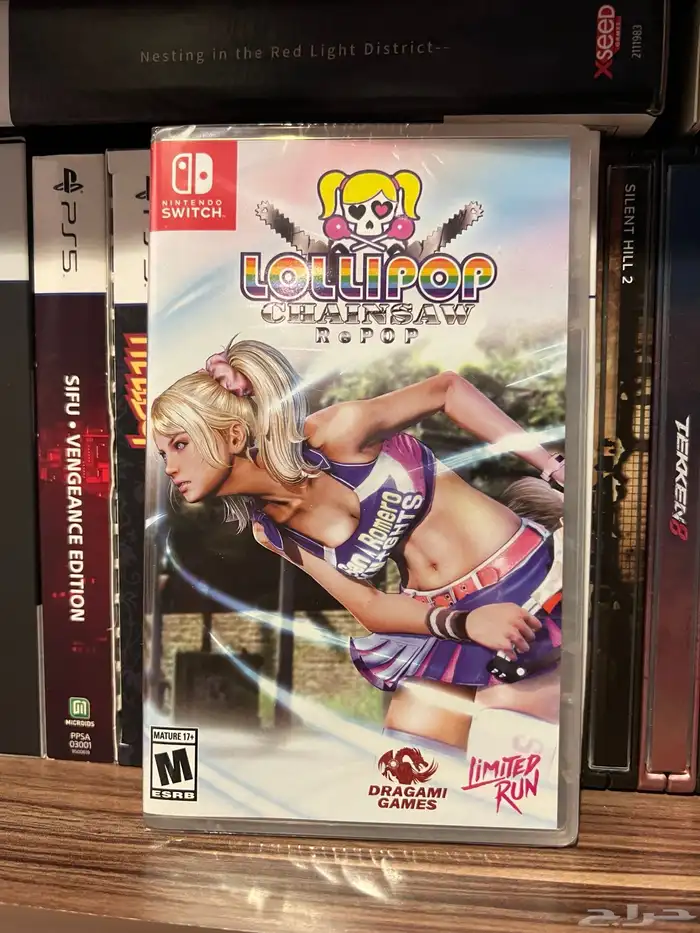 Nesting in the Red Light District--
XSEED
GAMES
2111983
PS5
SIFU • VENGEANCE EDITION
MICROIDS
PPSA
03001
NINTENDO
SWITCH
LOLLIPOP
CHAINSAW
RePOP
San Romero
KNIGHTS
MATURE 17+
M
ESRB
DRAGAMI
GAMES
LIMITED
RUN
SILENT HILL 2
TEKKEN 8
حراج